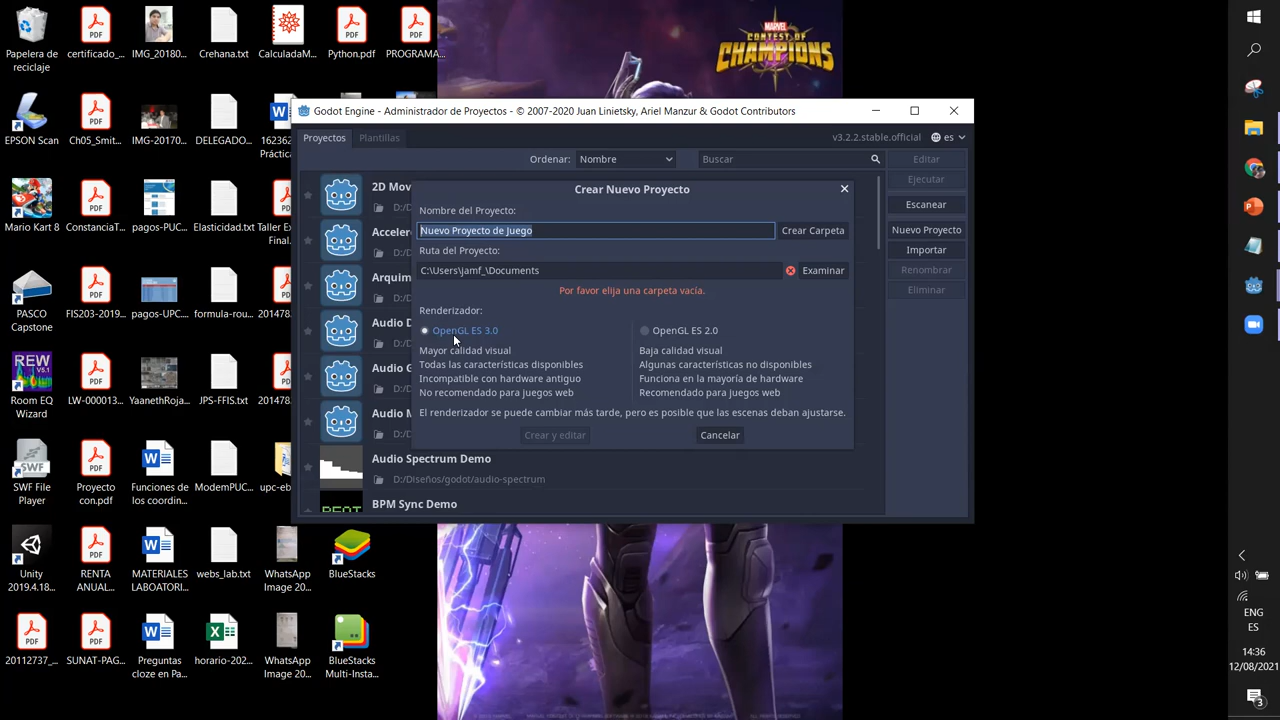 Papelera de reciclaje
certificado_...
IMG_20180...
Crehana.txt
CalculadaM...
Python.pdf
PROGRAMA...
MARVEL
CONTEST OF
CHAMPIONS
EPSON Scan
Ch05_Smit...
IMG-20170...
DELEGADO...
162362
Práctica
Mario Kart 8
ConstanciaT...
pagos-PUC...
Elasticidad.txt
Taller Ex
Final...
PASCO Capstone
FIS203-2019...
pagos-UPC....
formula-rou...
201478
Room EQ Wizard
LW-000013...
YaanethRoja...
JPS-FFIS.txt
201478
SWF File Player
Proyecto con.pdf
Funciones de los coordin...
ModemPUC...
upc-eb
Unity 2019.4.18...
RENTA ANUAL...
MATERIALES LABOATORI...
webs_lab.txt
WhatsApp Image 20...
BlueStacks
20112737_...
SUNAT-PAG...
Preguntas cloze en Pa...
horario-202...
WhatsApp Image 20...
BlueStacks Multi-Insta...
Godot Engine - Administrador de Proyectos - © 2007-2020 Juan Linietsky, Ariel Manzur & Godot Contributors
Proyectos
Plantillas
v3.2.2.stable.official
es
Ordenar:
Nombre
Buscar
Editar
Ejecutar
Escanear
Nuevo Proyecto
Importar
Renombrar
Eliminar
2D Mov
D:/D
Acceler
D:/D
Arquim
D:/D
Audio D
D:/D
Audio G
D:/D
Audio M
D:/D
Audio Spectrum Demo
D:/Diseños/godot/audio-spectrum
BPM Sync Demo
BEAT
Crear Nuevo Proyecto
Nombre del Proyecto:
Nuevo Proyecto de Juego
Crear Carpeta
Ruta del Proyecto:
C:\Users\jamf_\Documents
Examinar
Por favor elija una carpeta vacía.
Renderizador:
OpenGL ES 3.0
Mayor calidad visual
Todas las características disponibles
Incompatible con hardware antiguo
No recomendado para juegos web
OpenGL ES 2.0
Baja calidad visual
Algunas características no disponibles
Funciona en la mayoría de hardware
Recomendado para juegos web
El renderizador se puede cambiar más tarde, pero es posible que las escenas deban ajustarse.
Crear y editar
Cancelar
ENG
ES
14:36
12/08/2021
3